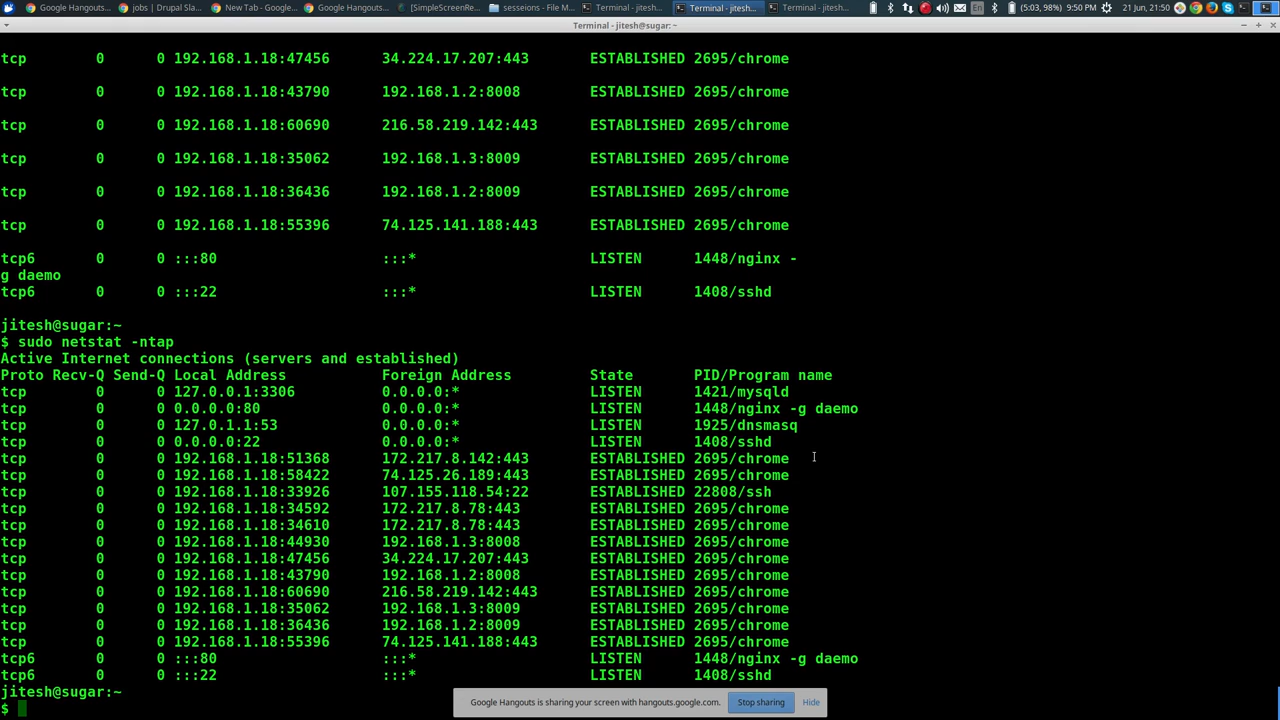 Google Hangouts...
jobs | Drupal Sla...
New Tab - Google...
Google Hangouts...
[SimpleScreenRe...
sesseions - File M...
Terminal - jitesh...
Terminal - jitesh...
Terminal - jitesh...
En
(5:03, 98%)
9:50 PM
21 Jun, 21:50
Terminal - jitesh@sugar: ~
tcp 0 0 192.168.1.18:47456 34.224.17.207:443 ESTABLISHED 2695/chrome
tcp 0 0 192.168.1.18:43790 192.168.1.2:8008 ESTABLISHED 2695/chrome
tcp 0 0 192.168.1.18:60690 216.58.219.142:443 ESTABLISHED 2695/chrome
tcp 0 0 192.168.1.18:35062 192.168.1.3:8009 ESTABLISHED 2695/chrome
tcp 0 0 192.168.1.18:36436 192.168.1.2:8009 ESTABLISHED 2695/chrome
tcp 0 0 192.168.1.18:55396 74.125.141.188:443 ESTABLISHED 2695/chrome
tcp6 0 0 :::80 :::* LISTEN 1448/nginx -
g daemo
tcp6 0 0 :::22 :::* LISTEN 1408/sshd
jitesh@sugar:~
$ sudo netstat -ntap
Active Internet connections (servers and established)
Proto Recv-Q Send-Q Local Address Foreign Address State PID/Program name
tcp 0 0 127.0.0.1:3306 0.0.0.0:* LISTEN 1421/mysqld
tcp 0 0 0.0.0.0:80 0.0.0.0:* LISTEN 1448/nginx -g daemo
tcp 0 0 127.0.1.1:53 0.0.0.0:* LISTEN 1925/dnsmasq
tcp 0 0 0.0.0.0:22 0.0.0.0:* LISTEN 1408/sshd
tcp 0 0 192.168.1.18:51368 172.217.8.142:443 ESTABLISHED 2695/chrome
tcp 0 0 192.168.1.18:58422 74.125.26.189:443 ESTABLISHED 2695/chrome
tcp 0 0 192.168.1.18:33926 107.155.118.54:22 ESTABLISHED 22808/ssh
tcp 0 0 192.168.1.18:34592 172.217.8.78:443 ESTABLISHED 2695/chrome
tcp 0 0 192.168.1.18:34610 172.217.8.78:443 ESTABLISHED 2695/chrome
tcp 0 0 192.168.1.18:44930 192.168.1.3:8008 ESTABLISHED 2695/chrome
tcp 0 0 192.168.1.18:47456 34.224.17.207:443 ESTABLISHED 2695/chrome
tcp 0 0 192.168.1.18:43790 192.168.1.2:8008 ESTABLISHED 2695/chrome
tcp 0 0 192.168.1.18:60690 216.58.219.142:443 ESTABLISHED 2695/chrome
tcp 0 0 192.168.1.18:35062 192.168.1.3:8009 ESTABLISHED 2695/chrome
tcp 0 0 192.168.1.18:36436 192.168.1.2:8009 ESTABLISHED 2695/chrome
tcp 0 0 192.168.1.18:55396 74.125.141.188:443 ESTABLISHED 2695/chrome
tcp6 0 0 :::80 :::* LISTEN 1448/nginx -g daemo
tcp6 0 0 :::22 :::* LISTEN 1408/sshd
jitesh@sugar:~
$
Google Hangouts is sharing your screen with hangouts.google.com. Stop sharing Hide